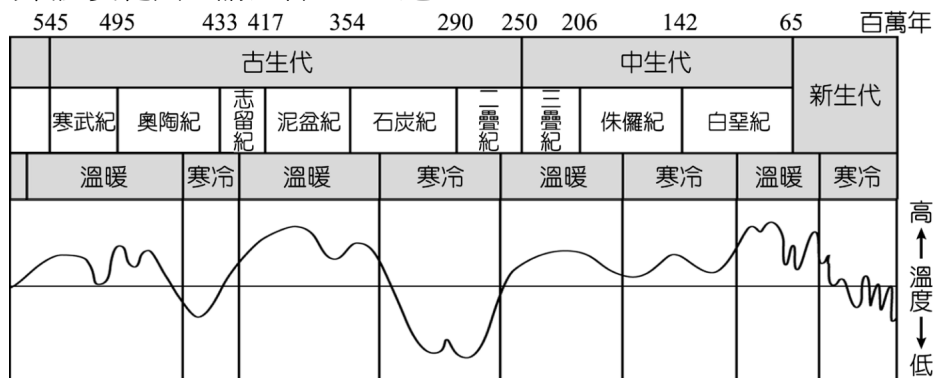 545 495 433 417 354 290 250 206 142 65 百萬年
古生代 中生代 新生代
寒武紀 奧陶紀 志留紀 泥盆紀 石炭紀 二疊紀 三疊紀 侏儸紀 白堊紀
溫暖 寒冷 溫暖 寒冷 溫暖 寒冷 溫暖 寒冷
高
溫度
低